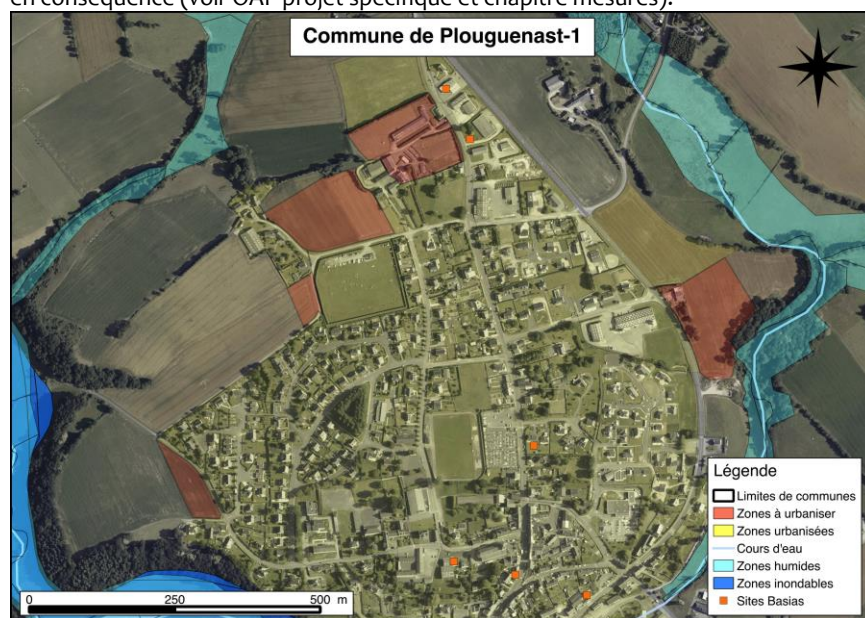 en conséquence (voir OAP projet spécifique et chapitre mesures).
Commune de Plouguenast-1
Légende
Limites de communes
Zones à urbaniser
Zones urbanisées
Cours d'eau
Zones humides
Zones inondables
Sites Basias
0 250 500 m